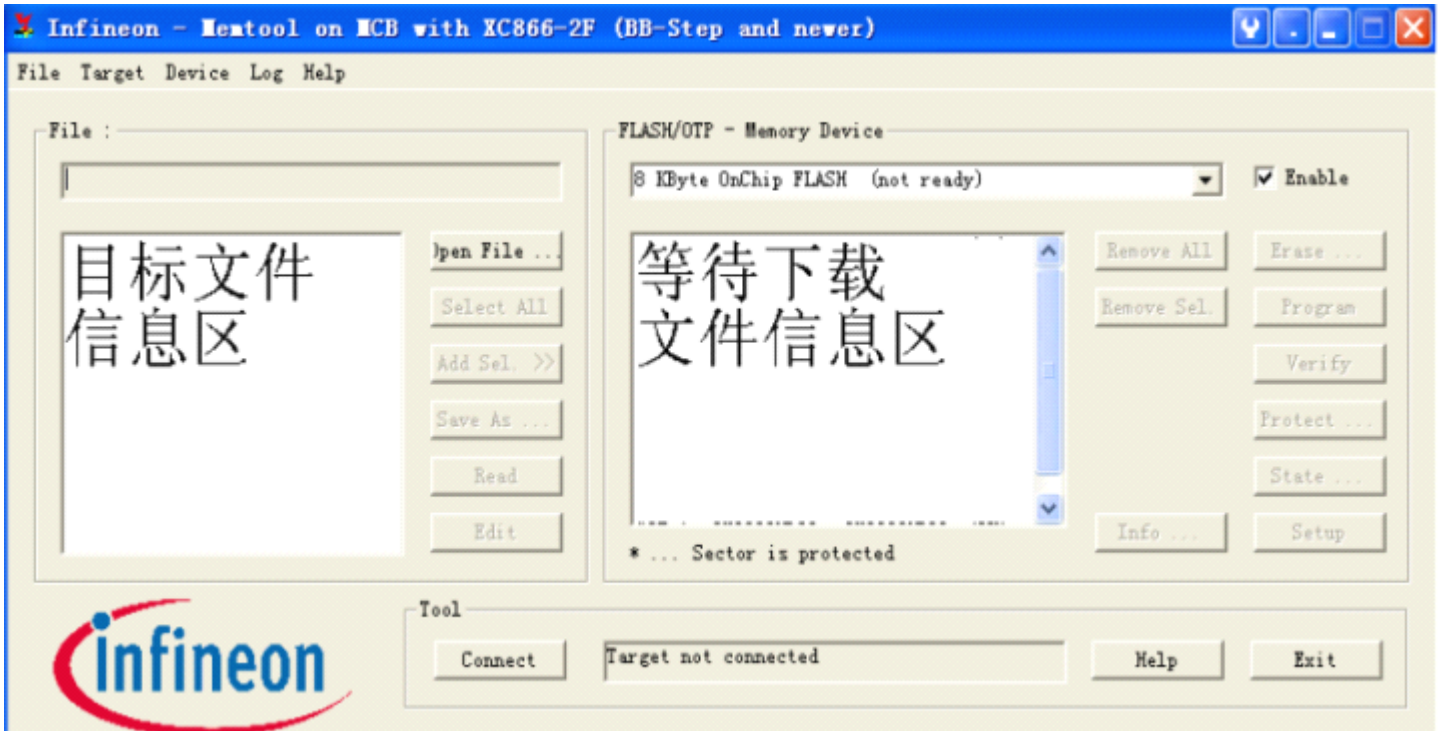 Infineon - Memtool on MCB with XC866-2F (BB-Step and newer)
File Target Device Log Help
File :
目标文件
信息区
Open File ...
Select All
Add Sel. >>
Save As ...
Read
Edit
FLASH/OTP - Memory Device
8 KByte OnChip FLASH (not ready)
Enable
等待下载
文件信息区
Remove All
Remove Sel.
Erase ...
Program
Verify
Protect ...
State ...
Info ...
Setup
* ... Sector is protected
infineon
Tool
Connect
Target not connected
Help
Exit